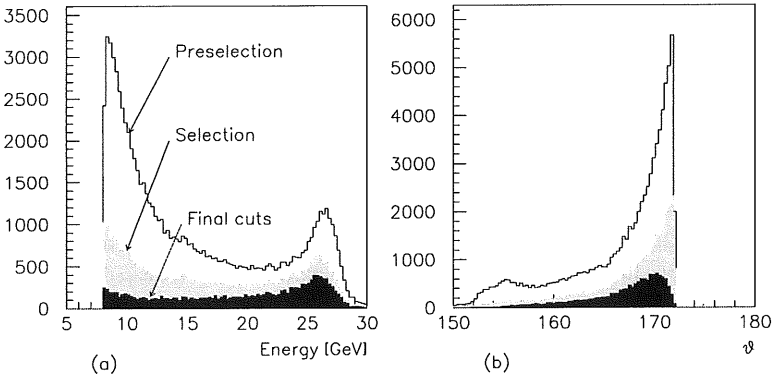 3500
3000
2500
2000
1500
1000
500
0
Preselection
Selection
Final cuts
5 10 15 20 25 30
Energy [GeV]
(a)
6000
5000
4000
3000
2000
1000
0
150 160 170 180
ϑ
(b)